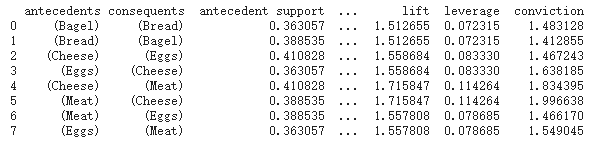 antecedents consequents antecedent support ... lift leverage conviction
0 (Bagel) (Bread) 0.363057 ... 1.512655 0.072315 1.483128
1 (Bread) (Bagel) 0.388535 ... 1.512655 0.072315 1.412855
2 (Cheese) (Eggs) 0.410828 ... 1.558684 0.083330 1.467243
3 (Eggs) (Cheese) 0.363057 ... 1.558684 0.083330 1.638185
4 (Cheese) (Meat) 0.410828 ... 1.715847 0.114264 1.834395
5 (Meat) (Cheese) 0.388535 ... 1.715847 0.114264 1.996638
6 (Meat) (Eggs) 0.388535 ... 1.557808 0.078685 1.466170
7 (Eggs) (Meat) 0.363057 ... 1.557808 0.078685 1.549045